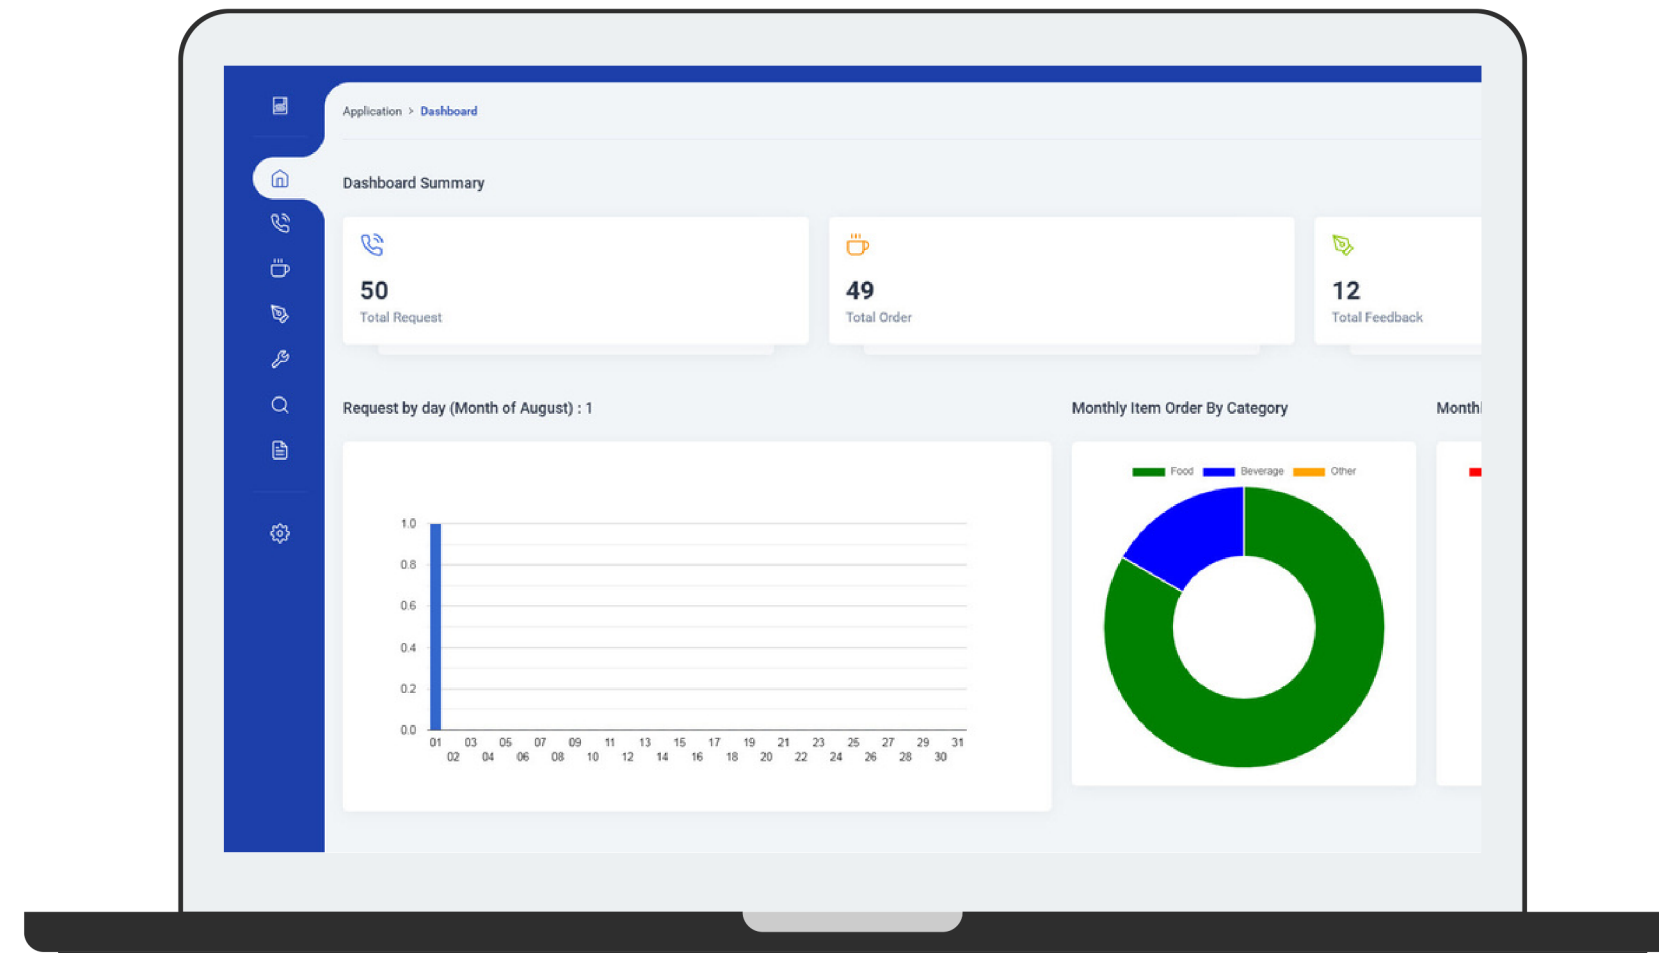 Application > Dashboard
Dashboard Summary
50
Total Request
49
Total Order
12
Total Feedback
Request by day (Month of August) : 1
Monthly Item Order By Category
Month
Food Beverage Other
1.0
0.8
0.6
0.4
0.2
0.0
01 03 05 07 09 11 13 15 17 19 21 23 25 27 29 31
02 04 06 08 10 12 14 16 18 20 22 24 26 28 30